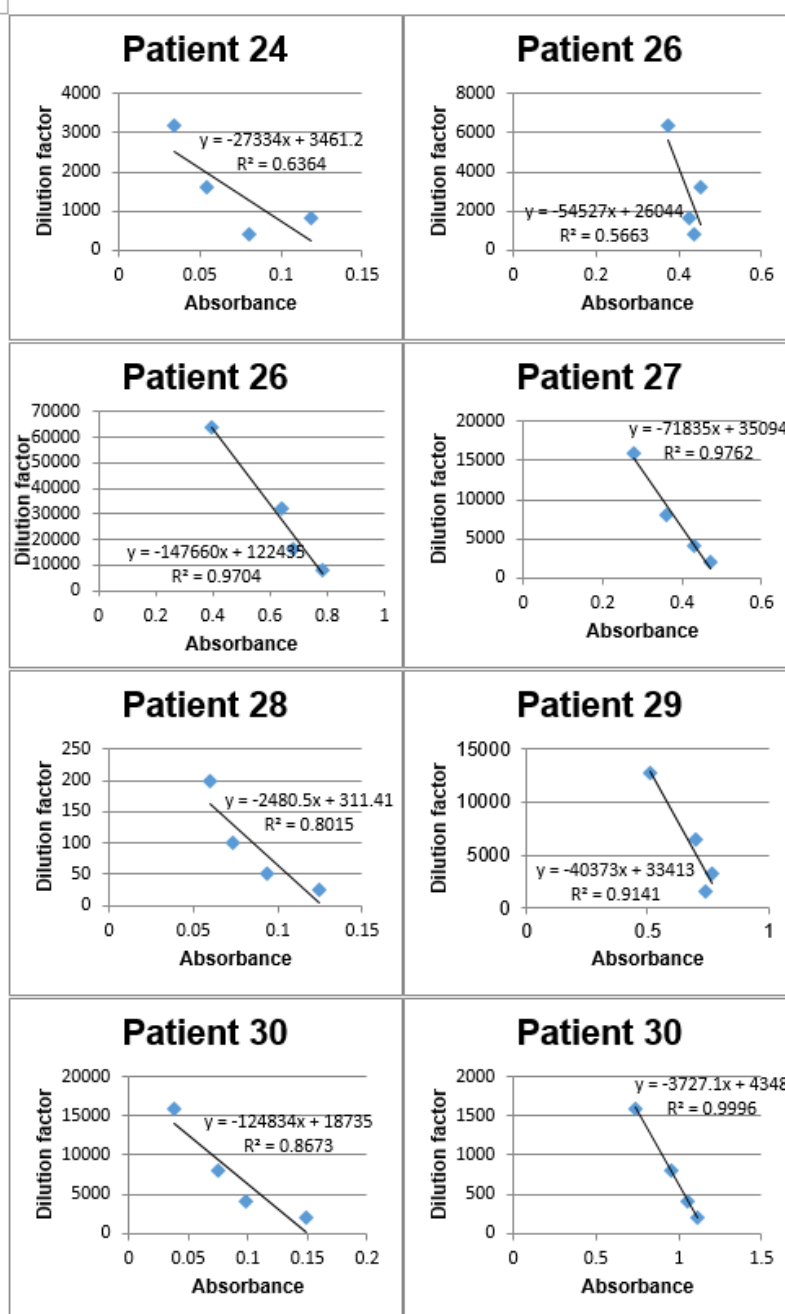 Patient 24
4000
3000
2000
1000
0
Dilution factor
y = -27334x + 3461.2
R² = 0.6364
0 0.05 0.1 0.15
Absorbance
Patient 26
8000
6000
4000
2000
0
Dilution factor
y = -54527x + 26044
R² = 0.5663
0 0.2 0.4 0.6
Absorbance
Patient 26
70000
60000
50000
40000
30000
20000
10000
0
Dilution factor
y = -147660x + 122435
R² = 0.9704
0 0.2 0.4 0.6 0.8 1
Absorbance
Patient 27
20000
15000
10000
5000
0
Dilution factor
y = -71835x + 35094
R² = 0.9762
0 0.2 0.4 0.6
Absorbance
Patient 28
250
200
150
100
50
0
Dilution factor
y = -2480.5x + 311.41
R² = 0.8015
0 0.05 0.1 0.15
Absorbance
Patient 29
15000
10000
5000
0
Dilution factor
y = -40373x + 33413
R² = 0.9141
0 0.5 1
Absorbance
Patient 30
20000
15000
10000
5000
0
Dilution factor
y = -124834x + 18735
R² = 0.8673
0 0.05 0.1 0.15 0.2
Absorbance
Patient 30
2000
1500
1000
500
0
Dilution factor
y = -3727.1x + 4348
R² = 0.9996
0 0.5 1 1.5
Absorbance